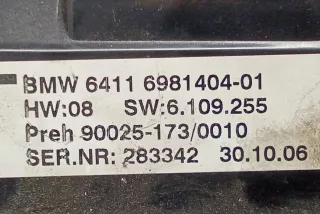 BMW 6411 6981404-01
HW:08 SW:6.109.255
Preh 90025-173/0010
SER.NR: 283342 30.10.06